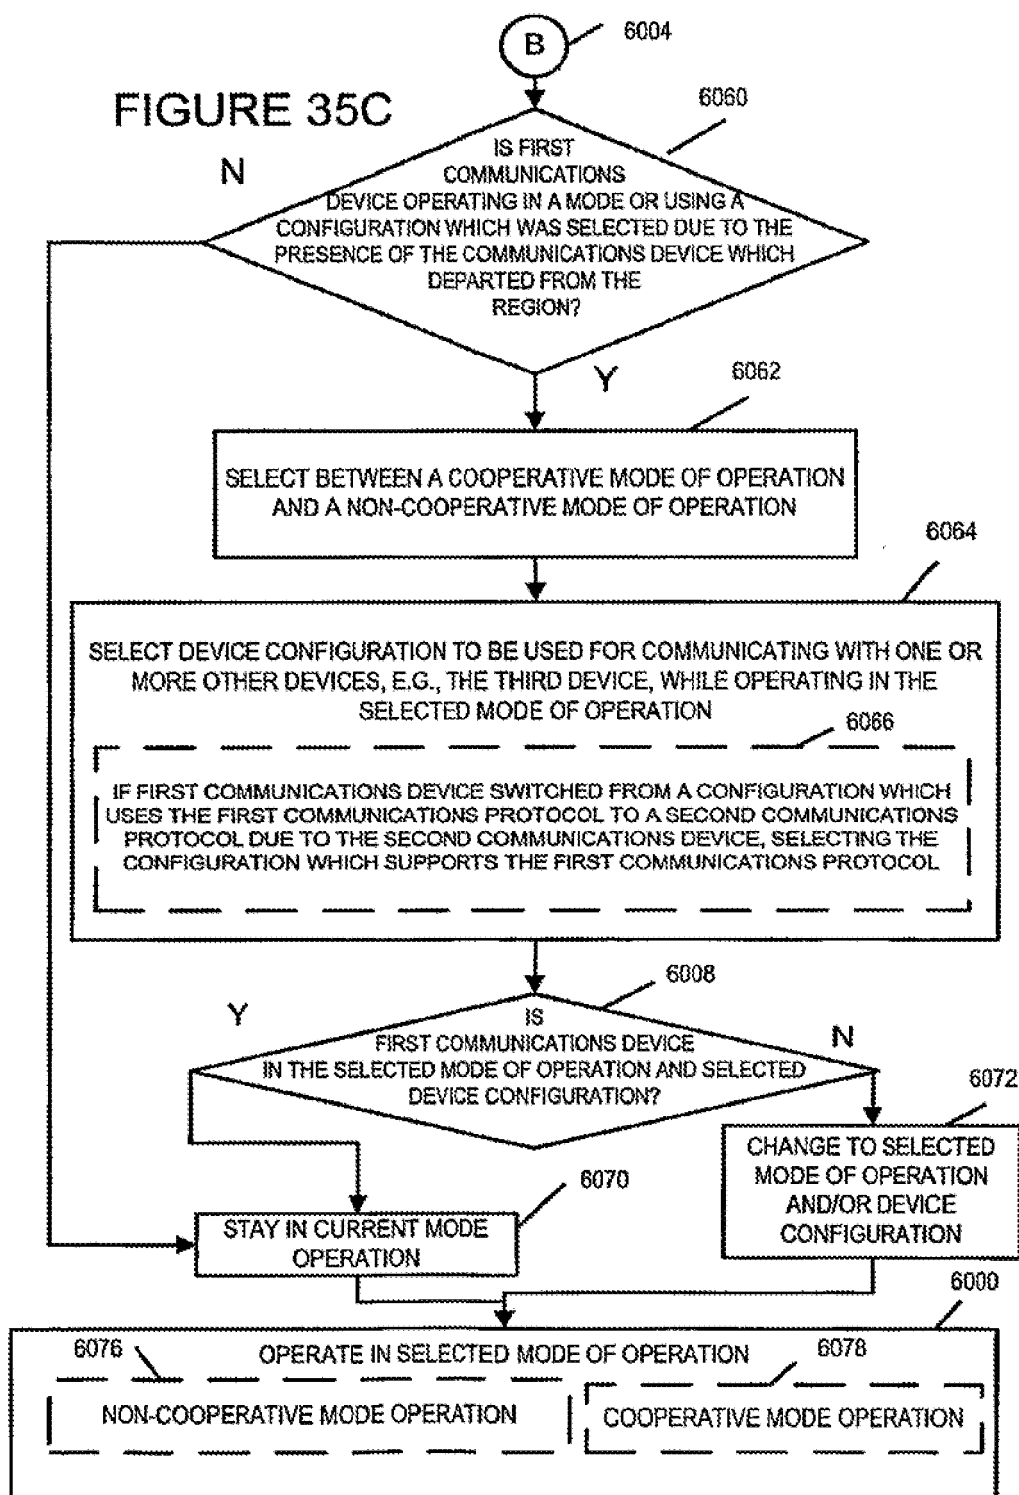 B
6004
FIGURE 35C
6060
N
IS FIRST
COMMUNICATIONS
DEVICE OPERATING IN A MODE OR USING A
CONFIGURATION WHICH WAS SELECTED DUE TO THE
PRESENCE OF THE COMMUNICATIONS DEVICE WHICH
DEPARTED FROM THE
REGION?
Y
6062
SELECT BETWEEN A COOPERATIVE MODE OF OPERATION
AND A NON-COOPERATIVE MODE OF OPERATION
6064
SELECT DEVICE CONFIGURATION TO BE USED FOR COMMUNICATING WITH ONE OR
MORE OTHER DEVICES, E.G., THE THIRD DEVICE, WHILE OPERATING IN THE
SELECTED MODE OF OPERATION
6066
IF FIRST COMMUNICATIONS DEVICE SWITCHED FROM A CONFIGURATION WHICH
USES THE FIRST COMMUNICATIONS PROTOCOL TO A SECOND COMMUNICATIONS
PROTOCOL DUE TO THE SECOND COMMUNICATIONS DEVICE, SELECTING THE
CONFIGURATION WHICH SUPPORTS THE FIRST COMMUNICATIONS PROTOCOL
6008
Y
IS
FIRST COMMUNICATIONS DEVICE
IN THE SELECTED MODE OF OPERATION AND SELECTED
DEVICE CONFIGURATION?
N
6072
CHANGE TO SELECTED
MODE OF OPERATION
AND/OR DEVICE
CONFIGURATION
6070
STAY IN CURRENT MODE
OPERATION
6000
OPERATE IN SELECTED MODE OF OPERATION
6076
NON-COOPERATIVE MODE OPERATION
6078
COOPERATIVE MODE OPERATION